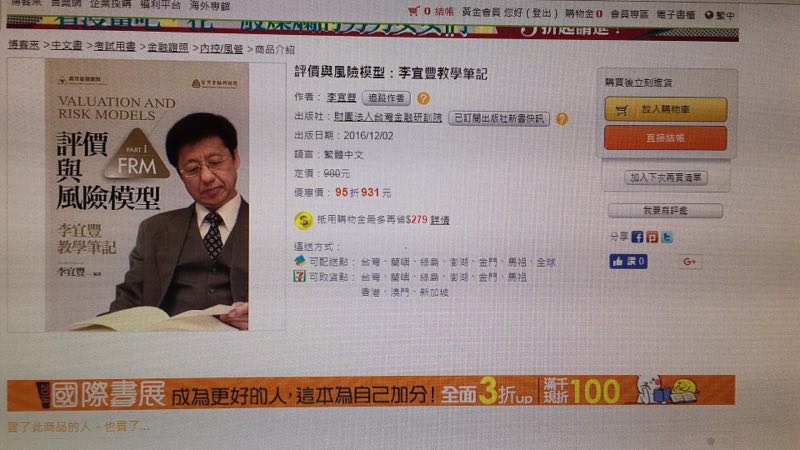 博客來 售票網 企業採購 福利平台 海外專館
0 結帳 黃金會員 您好 (登出) 購物金0 會員專區 電子書櫃 繁中
博客來 > 中文書 > 考試用書 > 金融證照 > 內控/風管 > 商品介紹
台灣金融研訓院
VALUATION AND
RISK MODELS
評價
與
風險模型
PART I
FRM
李宜豐
教學筆記
李宜豐 編著
評價與風險模型：李宜豐教學筆記
作者：李宜豐 追蹤作者 ?
出版社：財團法人台灣金融研訓院 已訂閱出版社新書快訊 ?
出版日期：2016/12/02
語言：繁體中文
定價：980元
優惠價：95折931元
$ 抵用購物金最多再省$279 詳情
運送方式：
可配送點：台灣、蘭嶼、綠島、澎湖、金門、馬祖、全球
可取貨點：台灣、蘭嶼、綠島、澎湖、金門、馬祖
香港、澳門、新加坡
購買後立刻進貨
放入購物車
直接結帳
加入下次再買清單
我要寫評鑑
分享
讚 0
G+
國際書展 成為更好的人，這本為自己加分！全面3折up 滿千現折100
買了此商品的人，也買了...